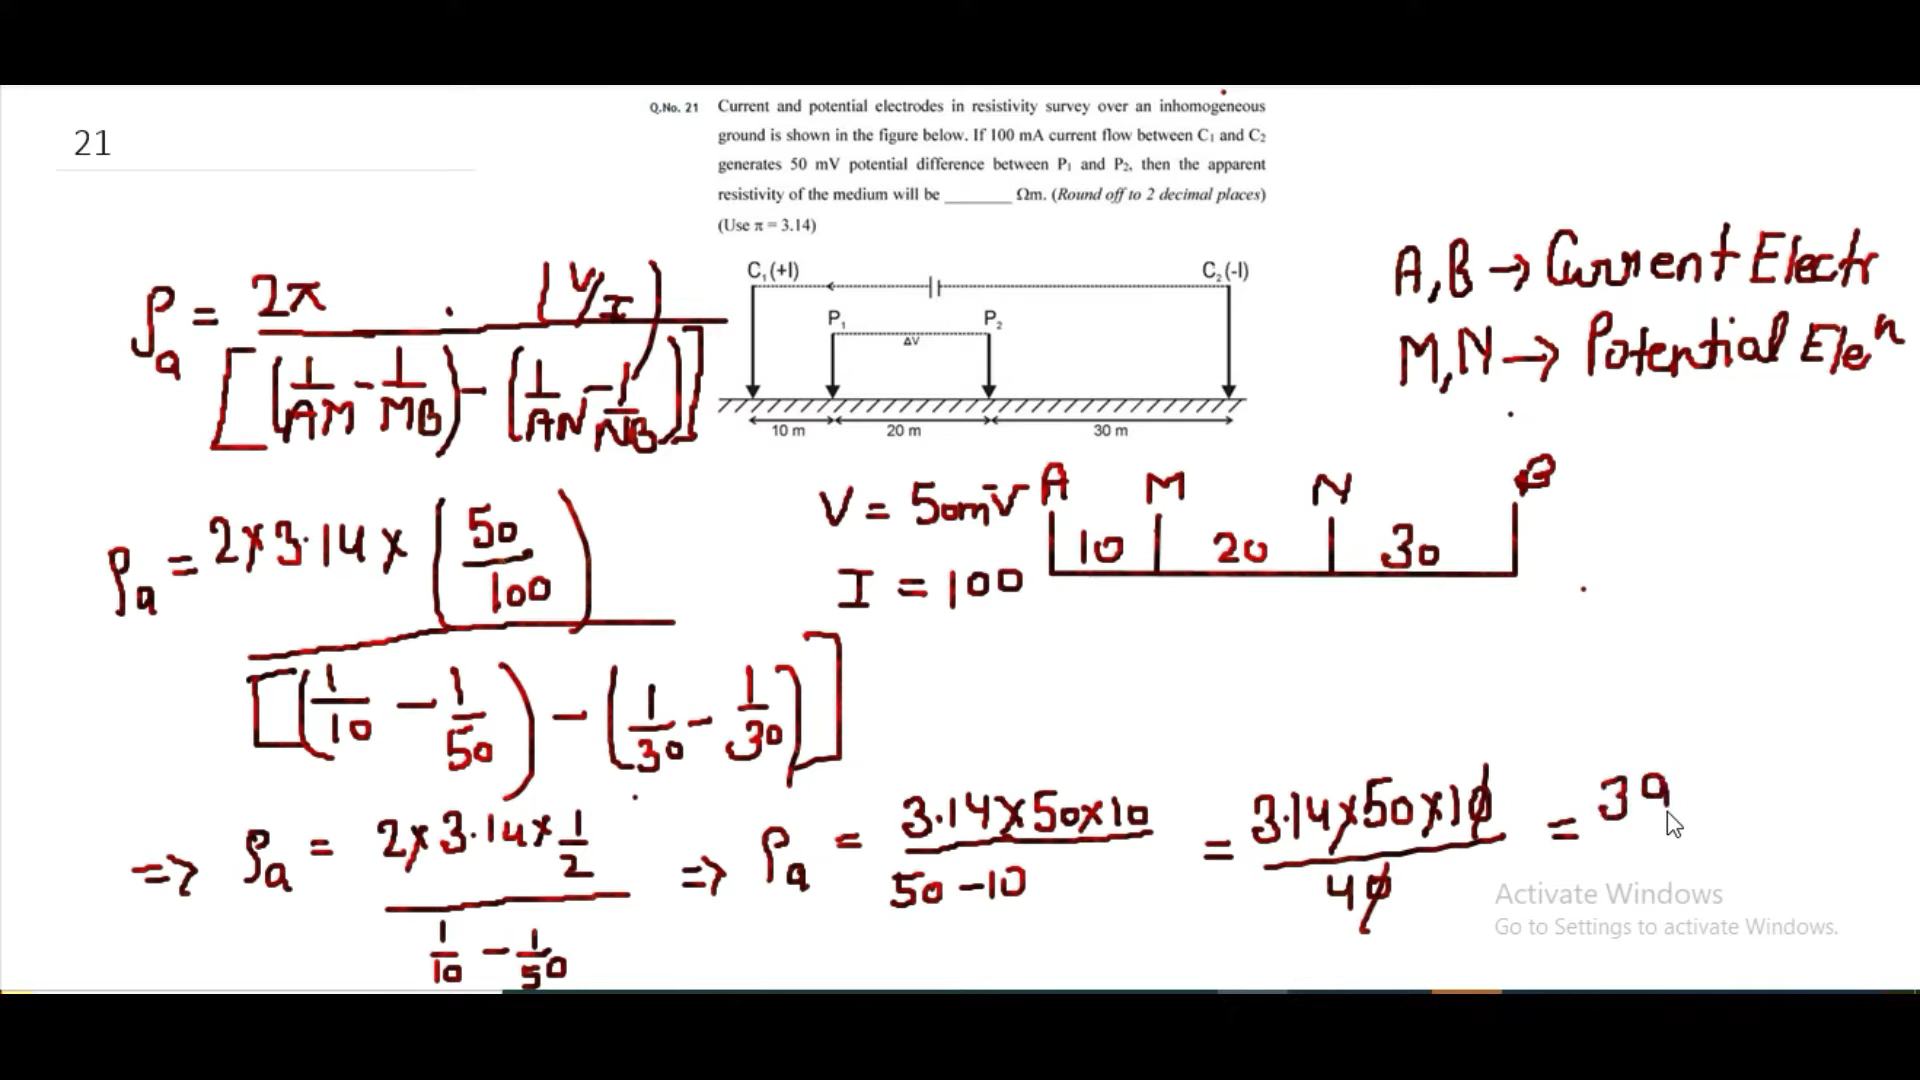 21
Q.No. 21 Current and potential electrodes in resistivity survey over an inhomogeneous
ground is shown in the figure below. If 100 mA current flow between C₁ and C₂
generates 50 mV potential difference between P₁ and P₂, then the apparent
resistivity of the medium will be ________ Ωm. (Round off to 2 decimal places)
(Use π = 3.14)
C₁(+I) C₂(-I)
P₁ P₂
ΔV
10 m 20 m 30 m
A,B → Current Electr
M,N → Potential Eleⁿ
ρa = 2π . (V/I)
[(1/AM - 1/MB) - (1/AN - 1/NB)]
V = 50mV
I = 100
A M N B
10 20 30
ρa = 2×3.14×(50/100)
[(1/10 - 1/50) - (1/30 - 1/30)]
=> ρa = 2×3.14×1/2
1/10 - 1/50
=> ρa = 3.14×50×10
50-10
= 3.14×50×10
40
= 39
Activate Windows
Go to Settings to activate Windows.